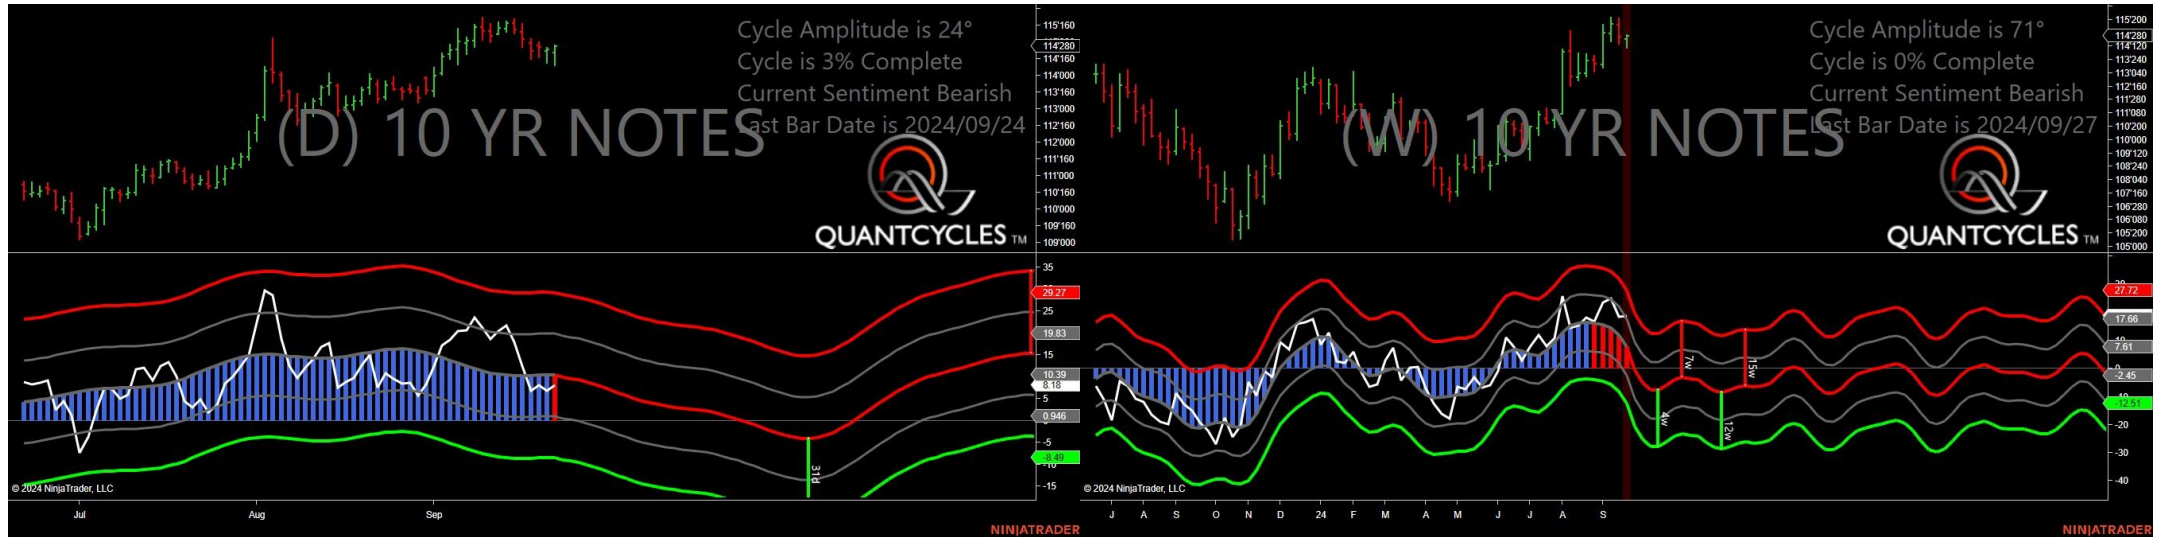 Cycle Amplitude is 24°
Cycle is 3% Complete
Current Sentiment Bearish
Last Bar Date is 2024/09/24
(D) 10 YR NOTES
QUANTCYCLES TM
115'160
114'280
114'160
114'000
113'160
113'000
112'160
112'000
111'160
111'000
110'160
110'000
109'160
109'000
35
29.27
25
19.83
15
10.39
8.18
5
0.946
-5
-8.49
-10
-15
31d
© 2024 NinjaTrader, LLC
Jul Aug Sep
NINJATRADER
Cycle Amplitude is 71°
Cycle is 0% Complete
Current Sentiment Bearish
Last Bar Date is 2024/09/27
(W) 10 YR NOTES
QUANTCYCLES TM
115'200
114'280
114'120
113'240
113'040
112'160
111'280
111'080
110'200
110'000
109'120
108'240
108'040
107'160
106'280
106'080
105'200
105'000
27.72
17.66
7.61
-2.45
-12.51
-20
-30
-40
7w
15w
4w
12w
© 2024 NinjaTrader, LLC
J A S O N D 24 F M A M J J A S
NINJATRADER